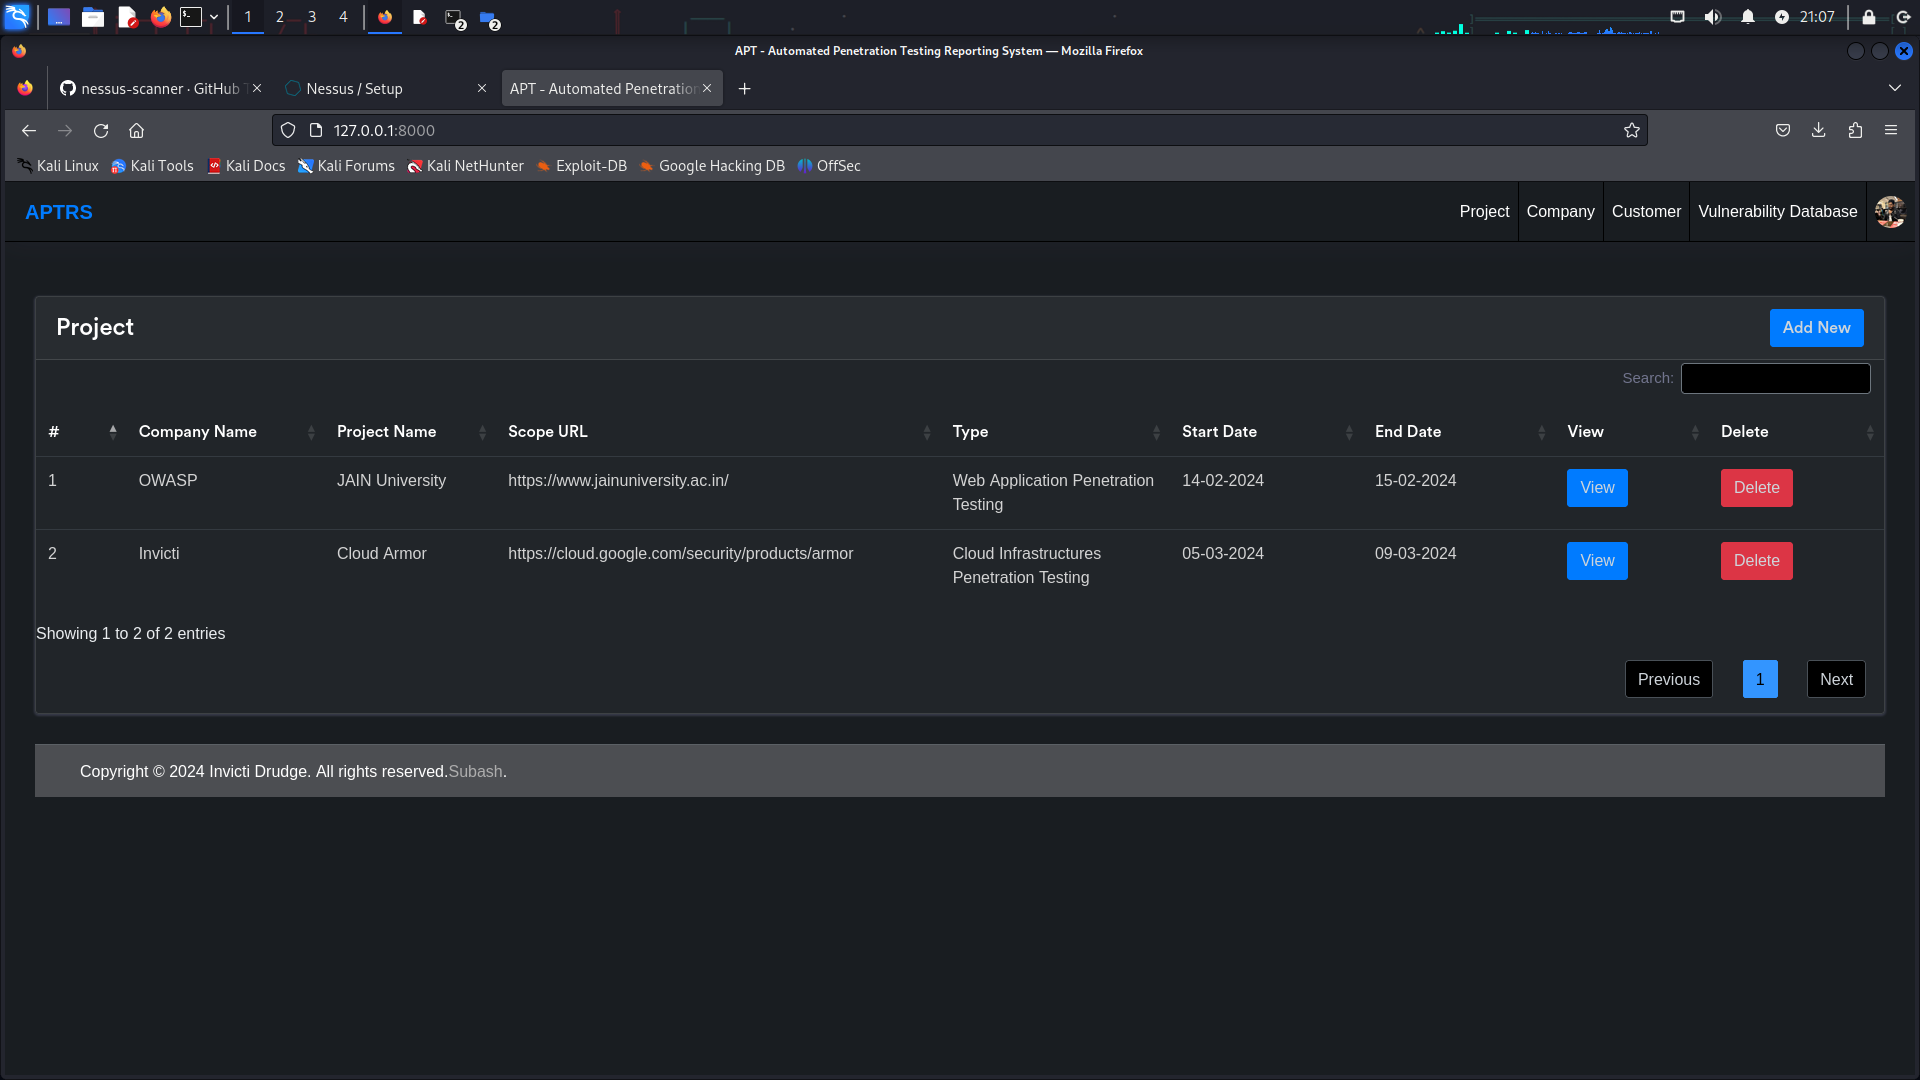 1 2 3 4 2 2 21:07
APT - Automated Penetration Testing Reporting System — Mozilla Firefox
nessus-scanner · GitHub Nessus / Setup APT - Automated Penetration
127.0.0.1:8000
Kali Linux Kali Tools Kali Docs Kali Forums Kali NetHunter Exploit-DB Google Hacking DB OffSec
APTRS Project Company Customer Vulnerability Database
Project Add New
Search:
# Company Name Project Name Scope URL Type Start Date End Date View Delete
1 OWASP JAIN University https://www.jainuniversity.ac.in/ Web Application Penetration 14-02-2024 15-02-2024 View Delete
Testing
2 Invicti Cloud Armor https://cloud.google.com/security/products/armor Cloud Infrastructures 05-03-2024 09-03-2024 View Delete
Penetration Testing
Showing 1 to 2 of 2 entries
Previous 1 Next
Copyright © 2024 Invicti Drudge. All rights reserved.Subash.